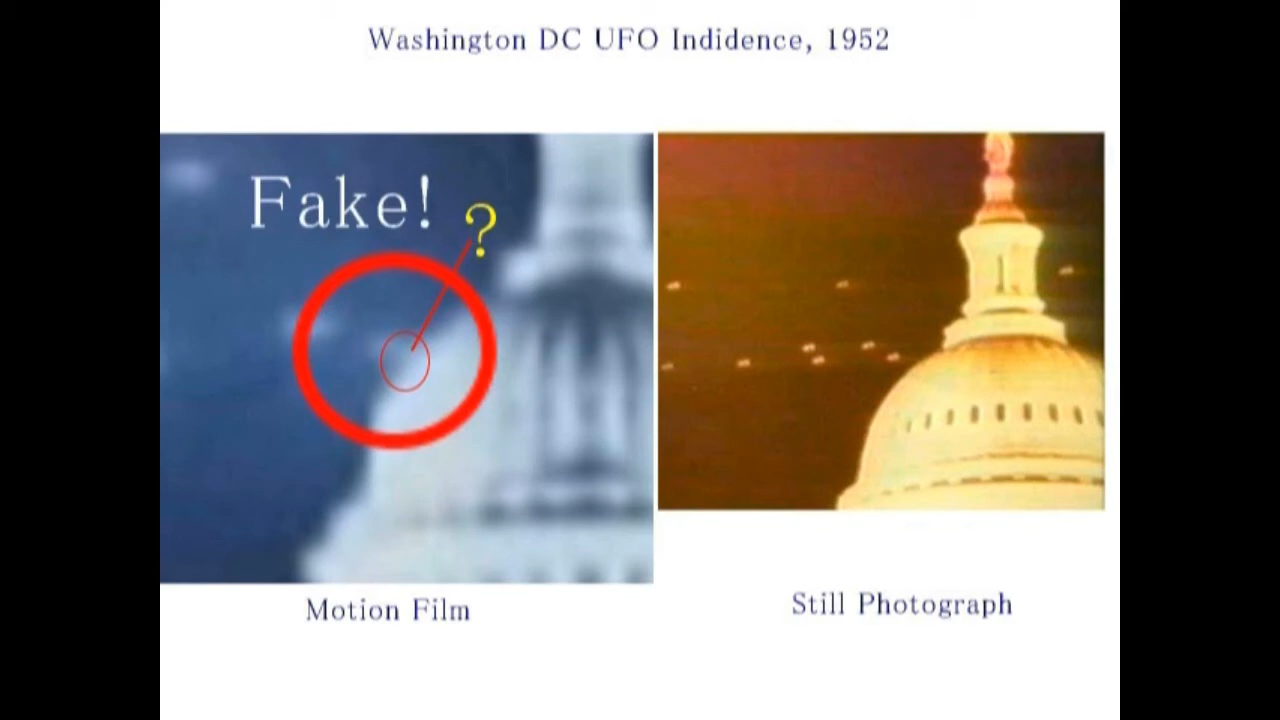 Washington DC UFO Indidence, 1952
Fake!
?
Motion Film
Still Photograph